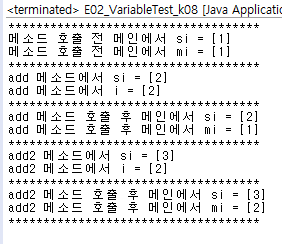 <terminated> E02_VariableTest_k08 [Java Applicatio
**********************************
메소드 호출 전 메인에서 si = [1]
메소드 호출 전 메인에서 mi = [1]
**********************************
add 메소드에서 si = [2]
add 메소드에서 i = [2]
**********************************
add 메소드 호출 후 메인에서 si = [2]
add 메소드 호출 후 메인에서 mi = [1]
**********************************
add2 메소드에서 si = [3]
add2 메소드에서 i = [2]
**********************************
add2 메소드 호출 후 메인에서 si = [3]
add2 메소드 호출 후 메인에서 mi = [2]
**********************************